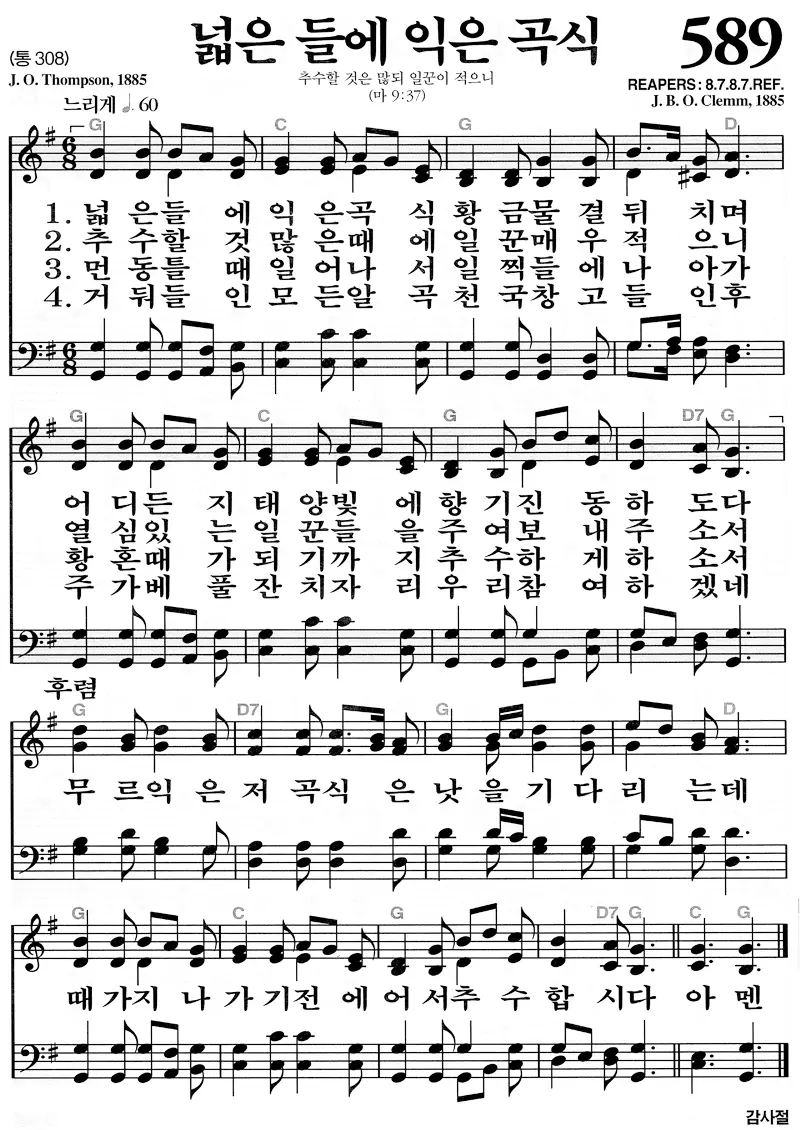 넓은 들에 익은 곡식 589
(통 308)
J. O. Thompson, 1885
추수할 것은 많되 일꾼이 적으니
(마 9:37)
REAPERS: 8.7.8.7.REF.
J. B. O. Clemm, 1885
느리게 ♩. 60
G C G D
6 8
1. 넓 은들 에 익 은곡 식 황 금물 결 뒤 치며
2. 추 수할 것 많 은때 에 일 꾼매 우 적 으니
3. 먼 동틀 때 일 어나 서 일 찍들 에 나 아가
4. 거 둬들 인 모 든알 곡 천 국창 고 들 인후
6 8
G C G D7 G
어 디든 지 태 양빛 에 향 기진 동 하 도다
열 심있 는 일 꾼들 을 주 여보 내 주 소서
황 혼때 가 되 기까 지 추 수하 게 하 소서
주 가베 풀 잔 치자 리 우 리참 여 하 겠네
후렴
G D7 G D
무 르익 은 저 곡식 은 낫 을 기 다 리 는데
G C G D7 G C G
때 가지 나 가 기전 에 어 서추 수 합 시다 아 멘
감사절